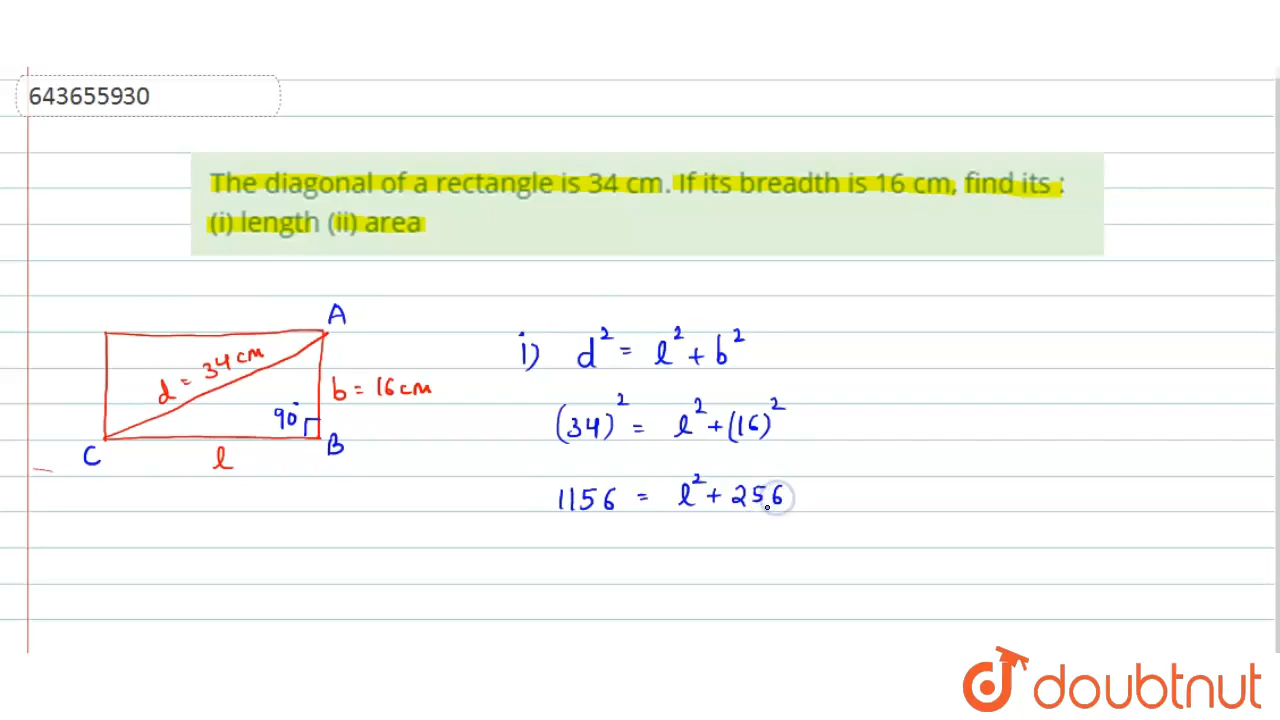 643655930
The diagonal of a rectangle is 34 cm. If its breadth is 16 cm, find its :
(i) length (ii) area
A
d = 34 cm
b = 16 cm
90°
B
C
l
i) d² = l² + b²
(34)² = l² + (16)²
1156 = l² + 256
doubtnut